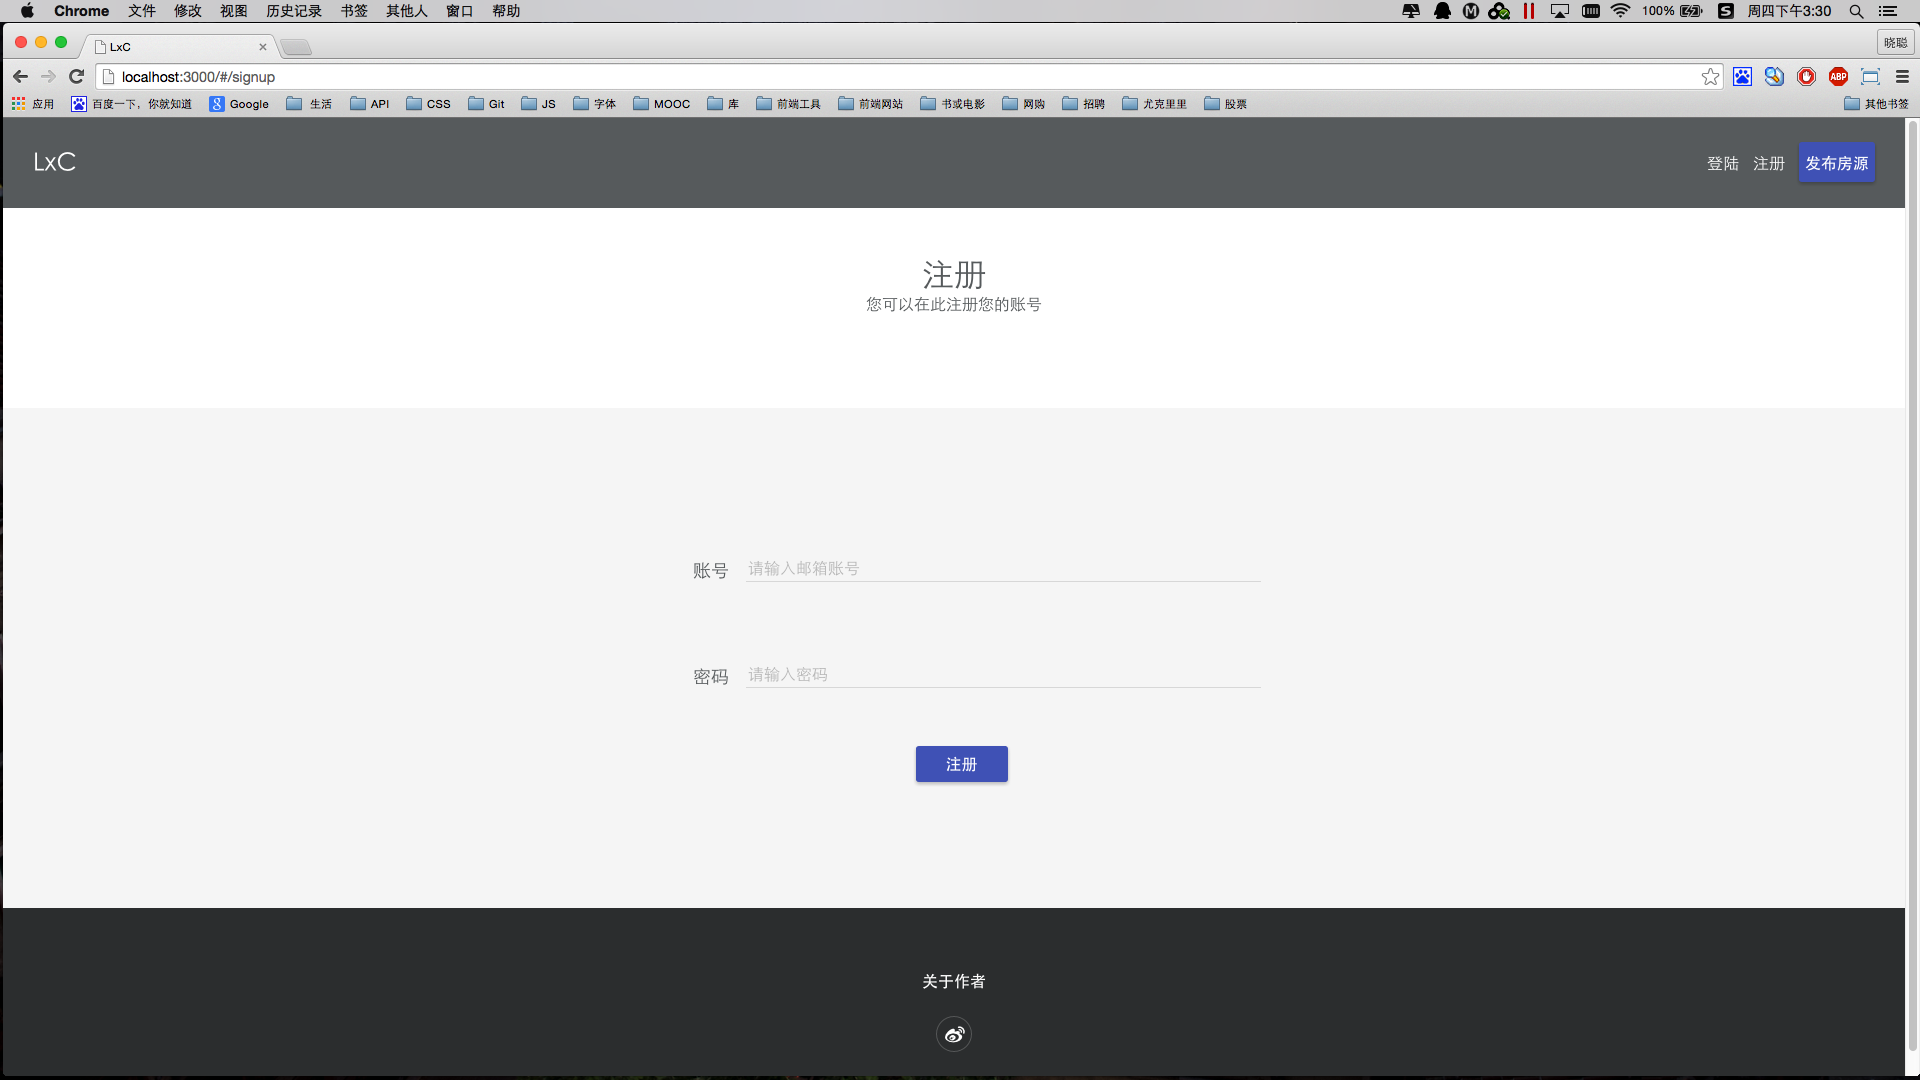 Chrome 文件 修改 视图 历史记录 书签 其他人 窗口 帮助 100% 周四下午3:30
LxC 晓聪
localhost:3000/#/signup ABP
应用 百度一下，你就知道 Google 生活 API CSS Git JS 字体 MOOC 库 前端工具 前端网站 书或电影 网购 招聘 尤克里里 股票 其他书签
LxC 登陆 注册 发布房源
注册
您可以在此注册您的账号
账号 请输入邮箱账号
密码 请输入密码
注册
关于作者